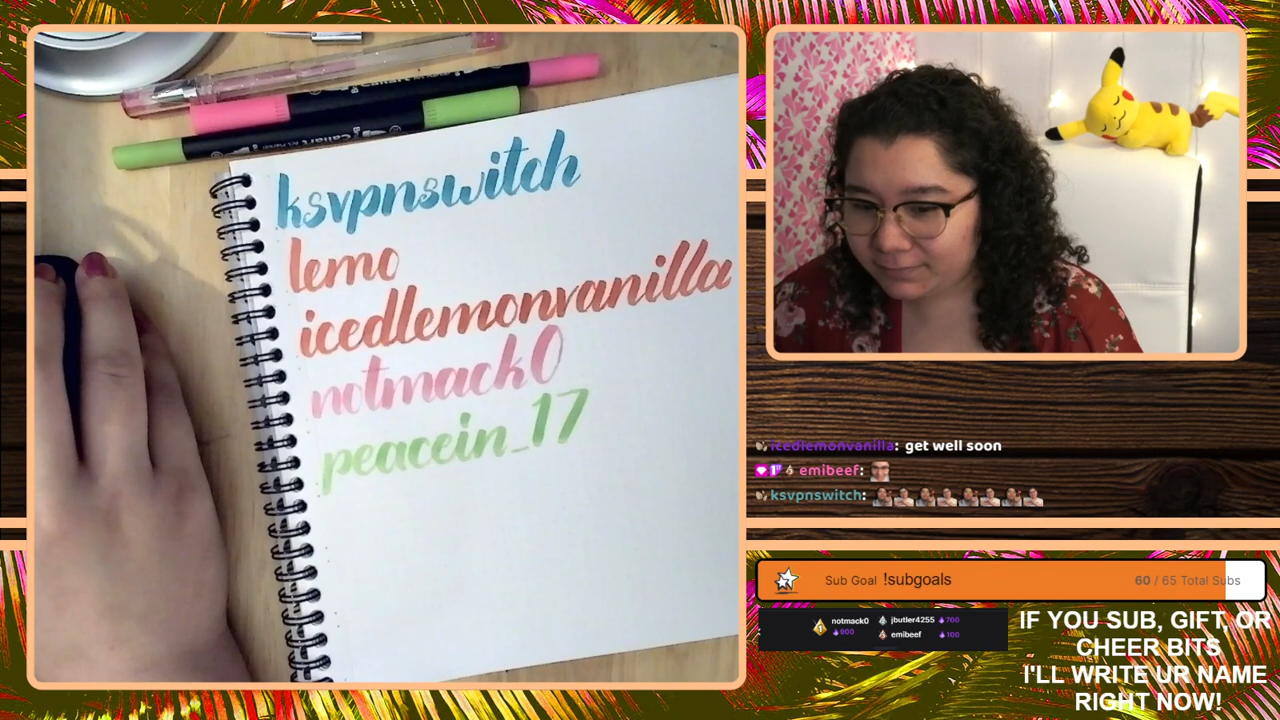 ksvpnswitch
lemo
icedlemonvanilla
notmack0
peacein_17
icedlemonvanilla: get well soon
emibeef:
ksvpnswitch:
Sub Goal !subgoals 60 / 65 Total Subs
notmack0 900
jbutler4255 700
emibeef 100
IF YOU SUB, GIFT, OR
CHEER BITS
I'LL WRITE UR NAME
RIGHT NOW!